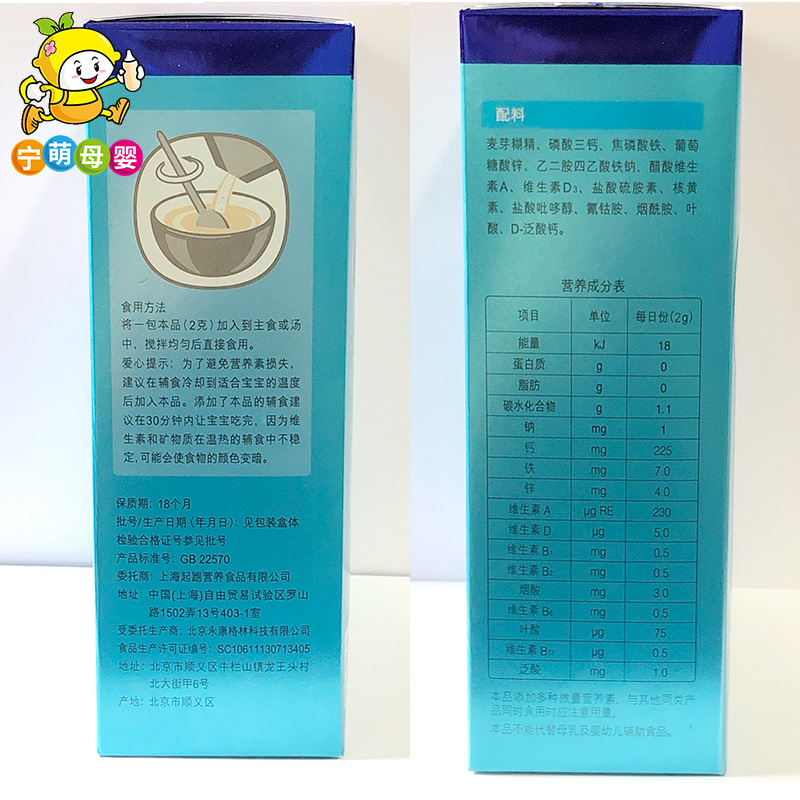 宁萌母婴
食用方法
将一包本品(2克)加入到主食或汤
中，搅拌均匀后直接食用。
爱心提示：为了避免营养素损失，
建议在辅食冷却到适合宝宝的温度
后加入本品。添加了本品的辅食建
议在30分钟内让宝宝吃完，因为维
生素和矿物质在温热的辅食中不稳
定,可能会使食物的颜色变暗。
保质期：18个月
批号/生产日期（年月日）：见包装盒体
检验合格证号参见批号
产品标准号：GB 22570
委托商：上海起跑营养食品有限公司
地址：中国(上海)自由贸易试验区罗山
路1502弄13号403-1室
受委托生产商：北京永康格林科技有限公司
食品生产许可证编号：SC10611130713405
地址：北京市顺义区牛栏山镇龙王头村
北大街甲6号
产地：北京市顺义区
配料
麦芽糊精、磷酸三钙、焦磷酸铁、葡萄
糖酸锌、乙二胺四乙酸铁钠、醋酸维生
素A、维生素D₃、盐酸硫胺素、核黄
素、盐酸吡哆醇、氰钴胺、烟酰胺、叶
酸、D-泛酸钙。
营养成分表
项目 单位 每日份(2g)
能量 kJ 18
蛋白质 g 0
脂肪 g 0
碳水化合物 g 1.1
钠 mg 1
钙 mg 225
铁 mg 7.0
锌 mg 4.0
维生素 A μg RE 230
维生素 D μg 5.0
维生素 B₁ mg 0.5
维生素 B₂ mg 0.5
烟酸 mg 3.0
维生素 B₆ mg 0.5
叶酸 μg 75
维生素 B₁₂ μg 0.5
泛酸 mg 1.0
本品添加多种微量营养素，与其他同类产
品同时食用时应注意用量。
本品不能代替母乳及婴幼儿辅助食品。